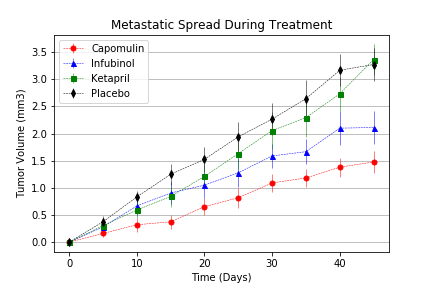 Metastatic Spread During Treatment
Capomulin
Infubinol
Ketapril
Placebo
Tumor Volume (mm3)
3.5
3.0
2.5
2.0
1.5
1.0
0.5
0.0
0 10 20 30 40
Time (Days)